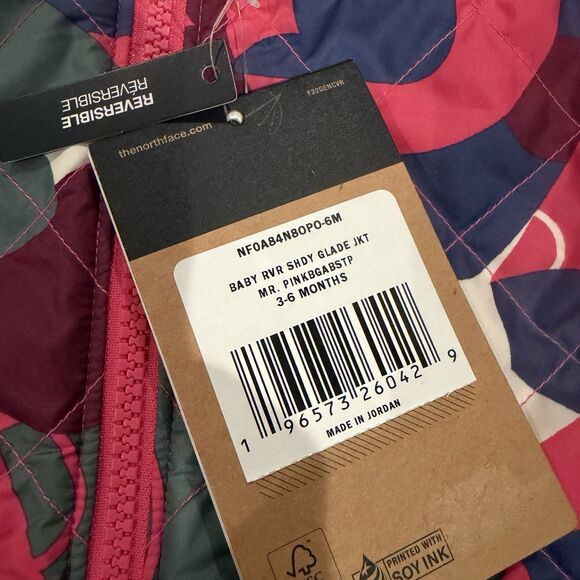 REVERSIBLE
RÉVERSIBLE
F22GENCVR
thenorthface.com
NF0A84N8OPO-6M
BABY RVR SHDY GLADE JKT
MR. PINKBGABSTP
3-6 MONTHS
1 96573 26042 9
MADE IN JORDAN
PRINTED WITH
SOY INK